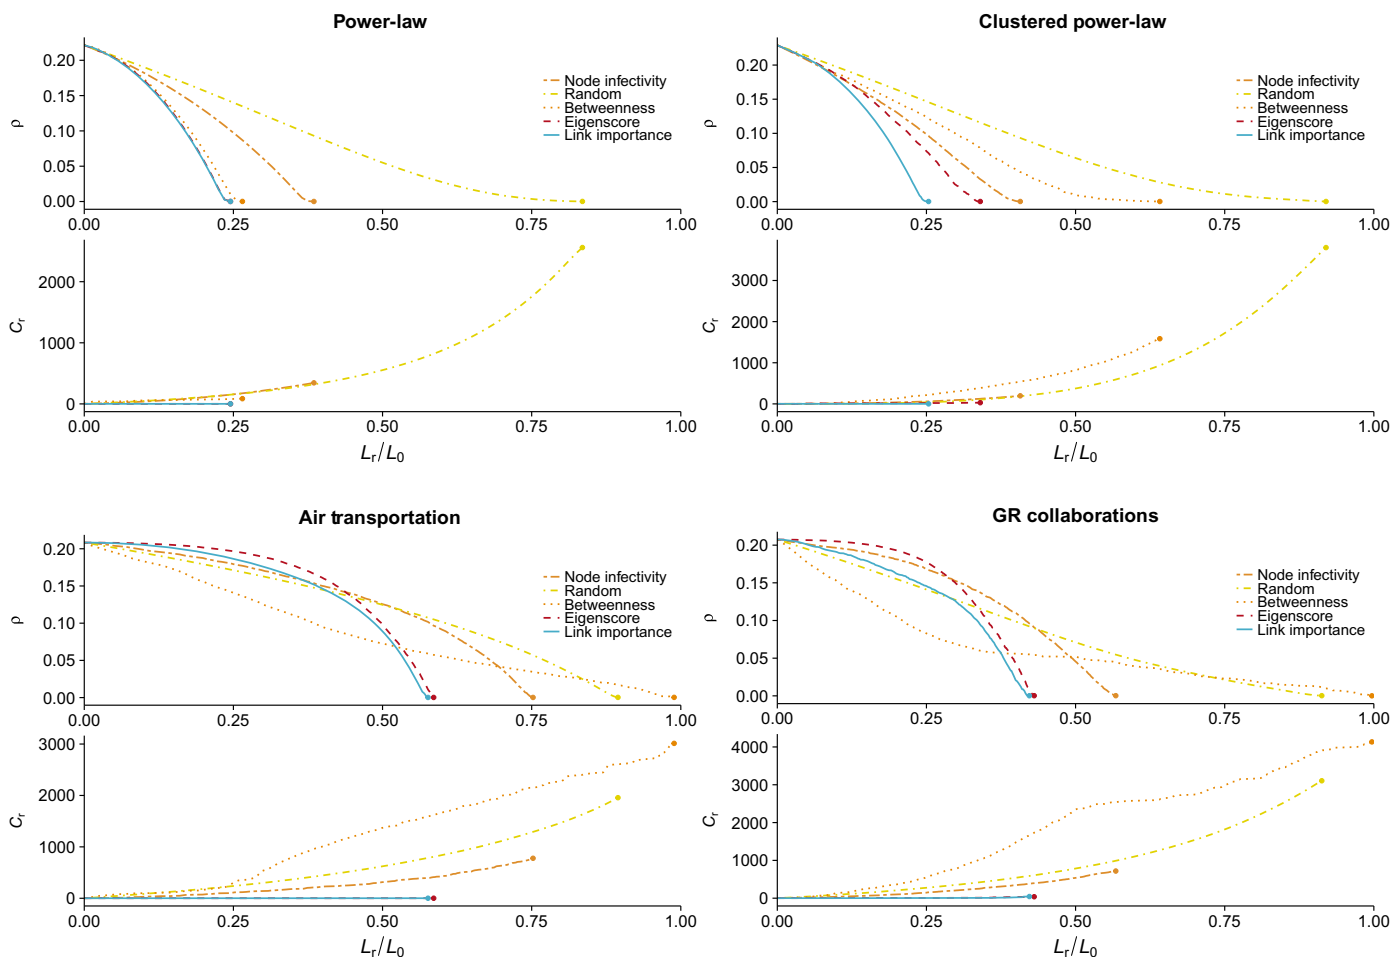 Power-law
0.20
0.15
0.10
0.05
0.00
ρ
Node infectivity
Random
Betweenness
Eigenscore
Link importance
0.00 0.25 0.50 0.75 1.00
2000
1000
0
Cr
0.00 0.25 0.50 0.75 1.00
Lr/L0
Clustered power-law
0.20
0.15
0.10
0.05
0.00
ρ
Node infectivity
Random
Betweenness
Eigenscore
Link importance
0.00 0.25 0.50 0.75 1.00
3000
2000
1000
0
Cr
0.00 0.25 0.50 0.75 1.00
Lr/L0
Air transportation
0.20
0.15
0.10
0.05
0.00
ρ
Node infectivity
Random
Betweenness
Eigenscore
Link importance
0.00 0.25 0.50 0.75 1.00
3000
2000
1000
0
Cr
0.00 0.25 0.50 0.75 1.00
Lr/L0
GR collaborations
0.20
0.15
0.10
0.05
0.00
ρ
Node infectivity
Random
Betweenness
Eigenscore
Link importance
0.00 0.25 0.50 0.75 1.00
4000
3000
2000
1000
0
Cr
0.00 0.25 0.50 0.75 1.00
Lr/L0